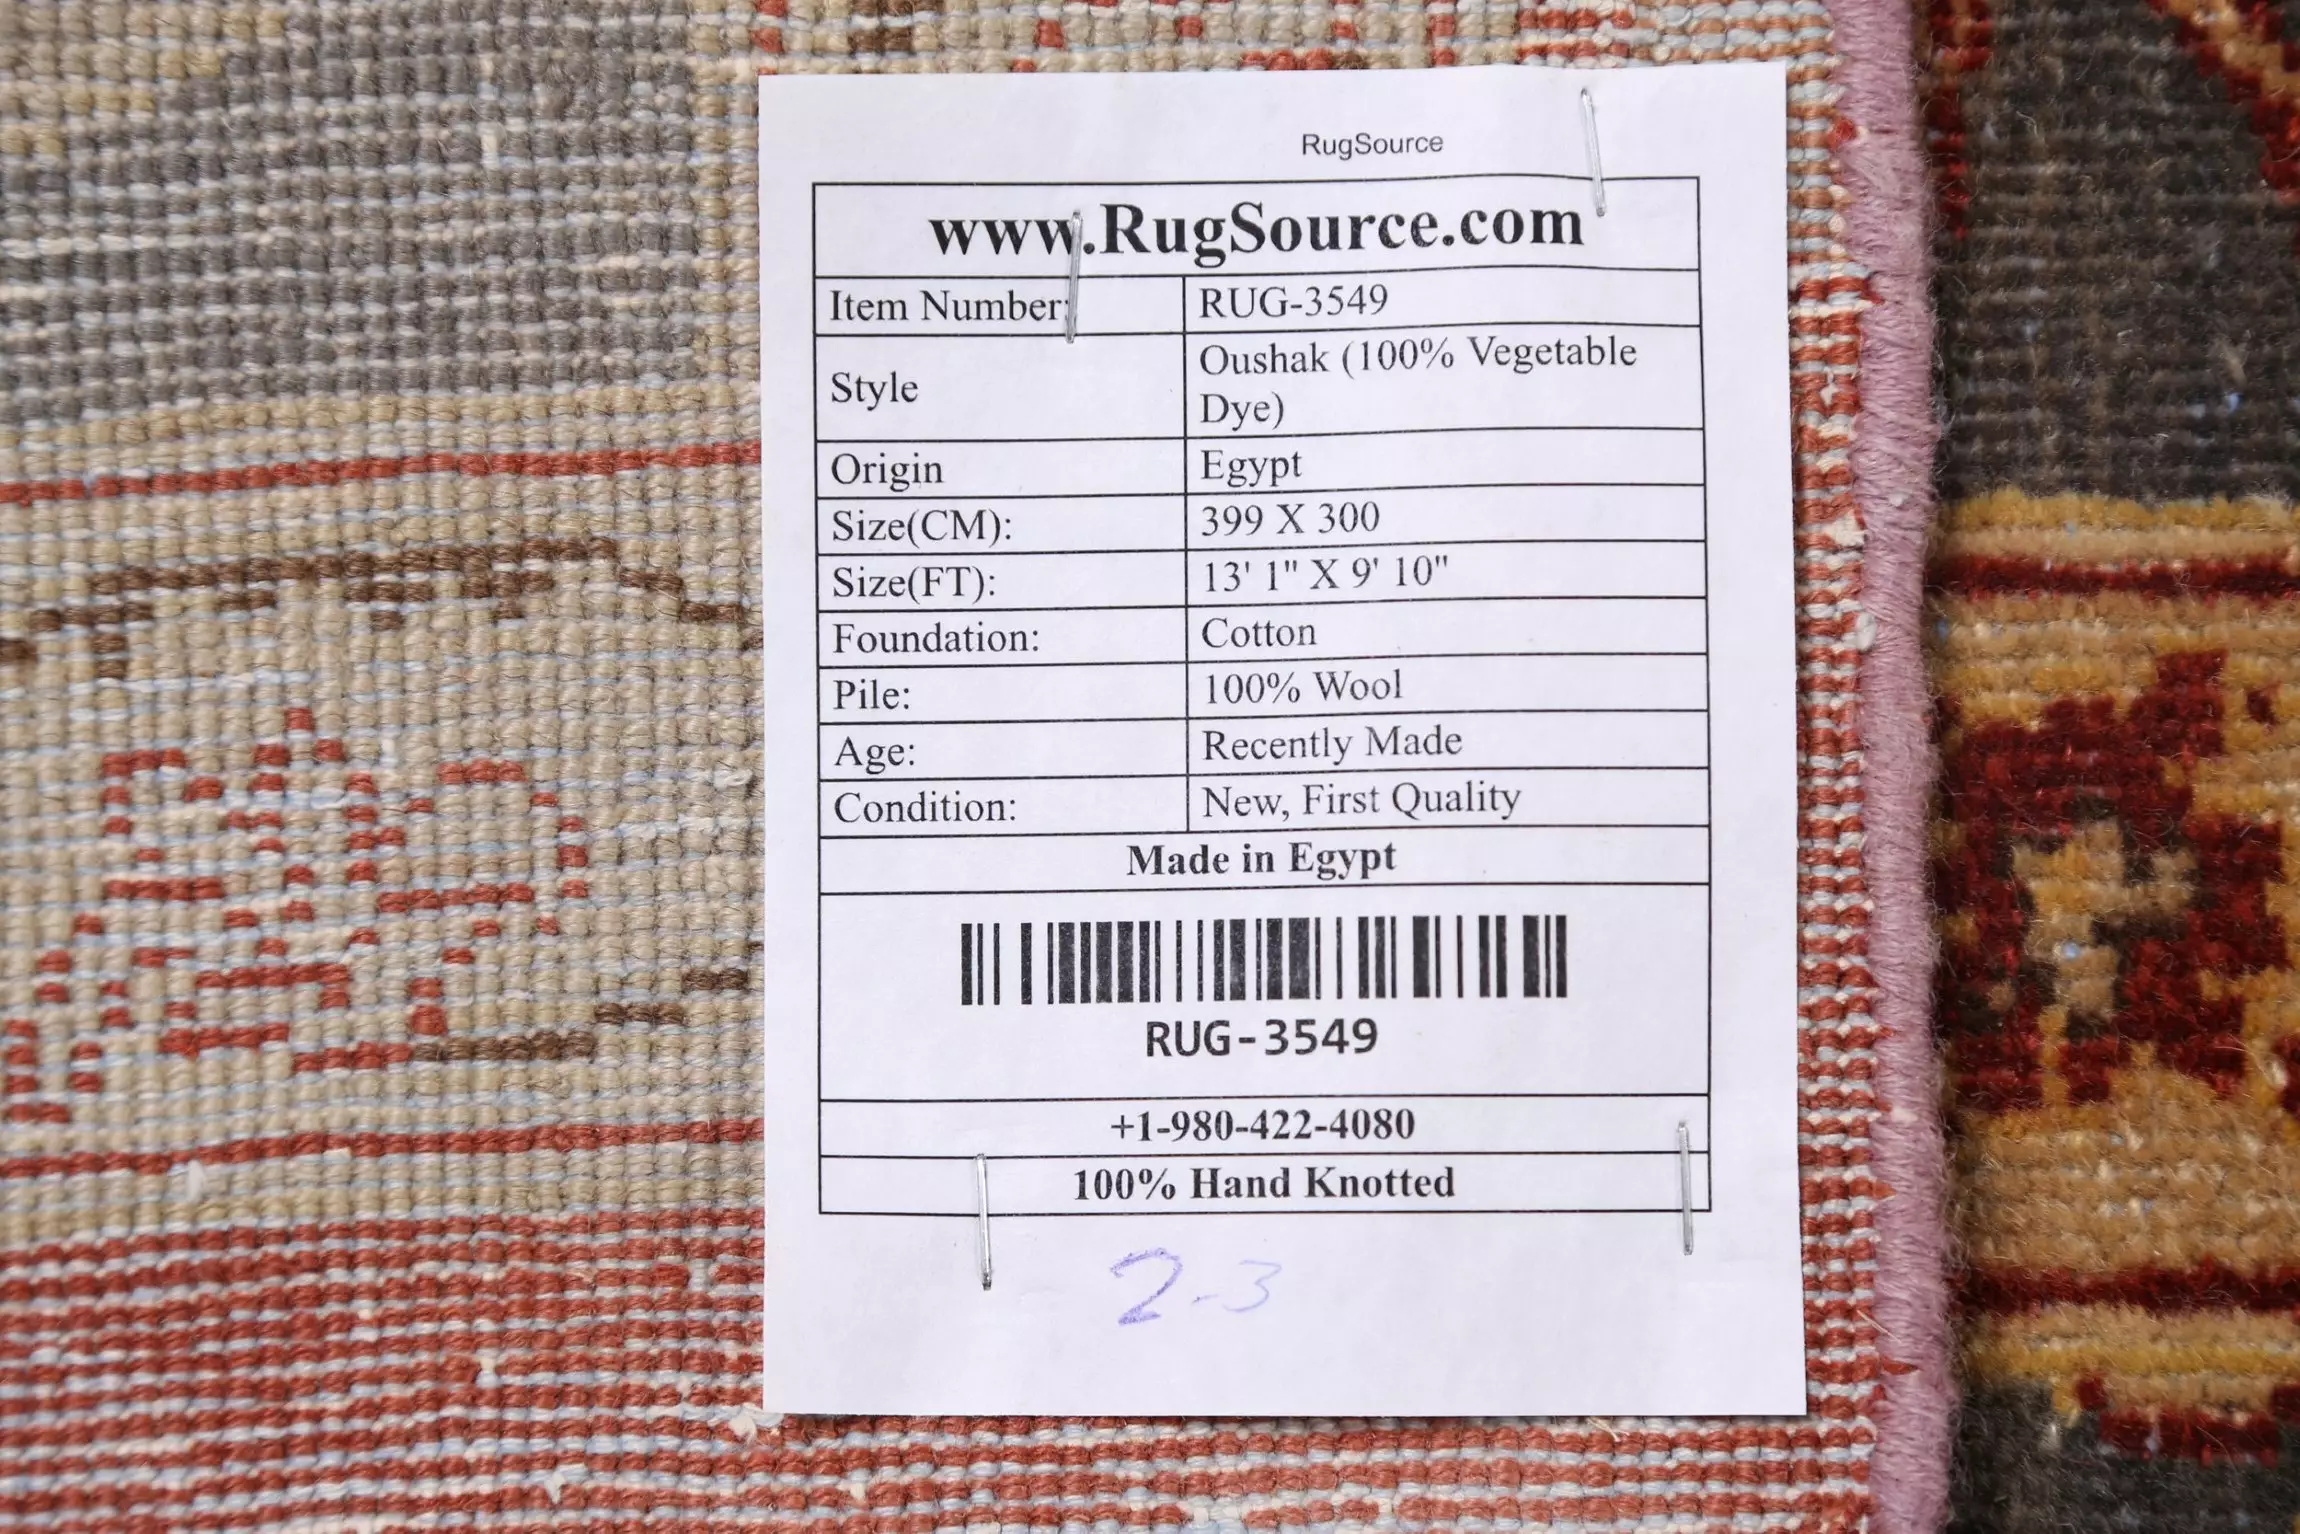 RugSource
www.RugSource.com
Item Number: RUG-3549
Style Oushak (100% Vegetable
Dye)
Origin Egypt
Size(CM): 399 X 300
Size(FT): 13' 1" X 9' 10"
Foundation: Cotton
Pile: 100% Wool
Age: Recently Made
Condition: New, First Quality
Made in Egypt
RUG-3549
+1-980-422-4080
100% Hand Knotted
2-3